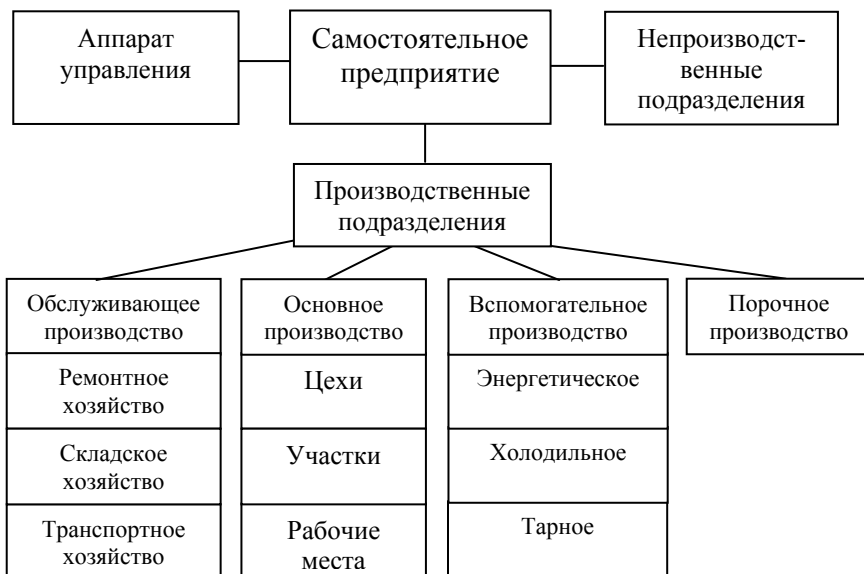 Аппарат
управления
Самостоятельное
предприятие
Непроизводст-
венные
подразделения
Производственные
подразделения
Обслуживающее
производство
Основное
производство
Вспомогательное
производство
Порочное
производство
Ремонтное
хозяйство
Цехи
Энергетическое
Складское
хозяйство
Участки
Холодильное
Транспортное
хозяйство
Рабочие
места
Тарное